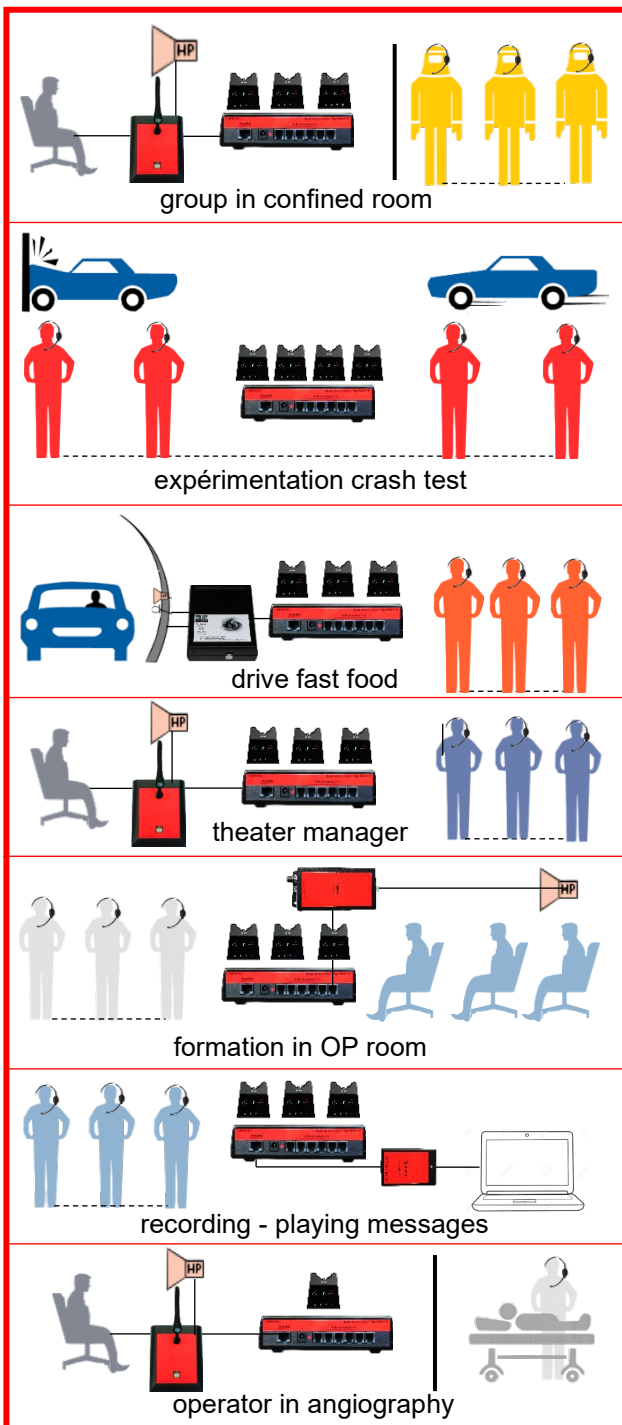 HP
group in confined room
expérimentation crash test
drive fast food
HP
theater manager
HP
formation in OP room
recording - playing messages
HP
operator in angiography